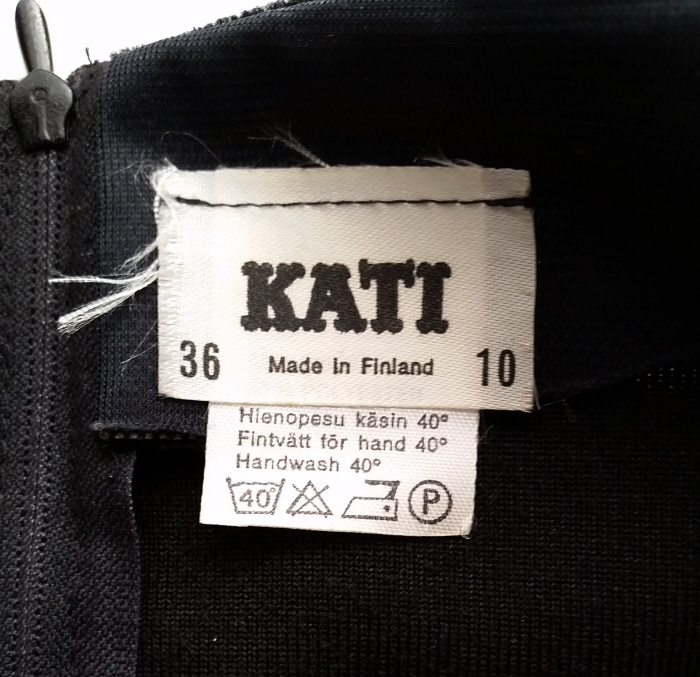 KATI
36 Made in Finland 10
Hienopesu käsin 40°
Fintvätt för hand 40°
Handwash 40°
40° P